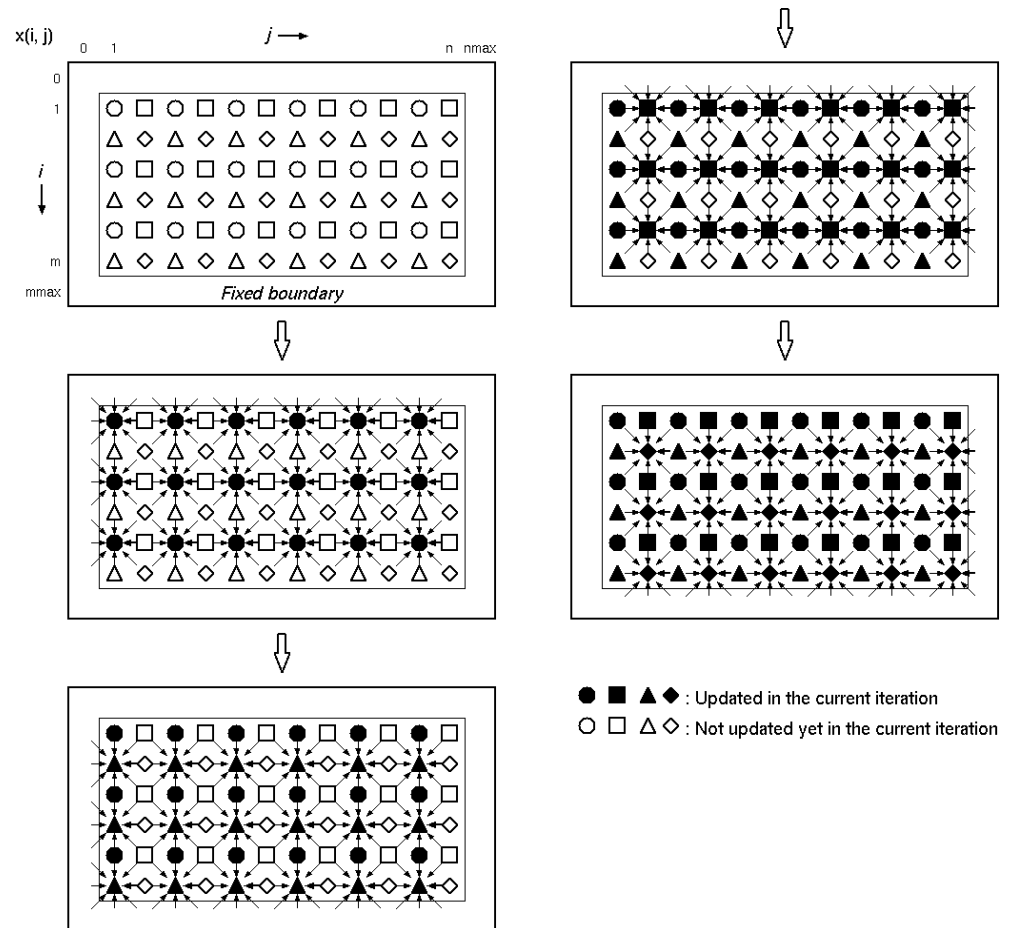 x(i, j)
j
0 1 n nmax
0
1
i
m
mmax
Fixed boundary
: Updated in the current iteration
: Not updated yet in the current iteration